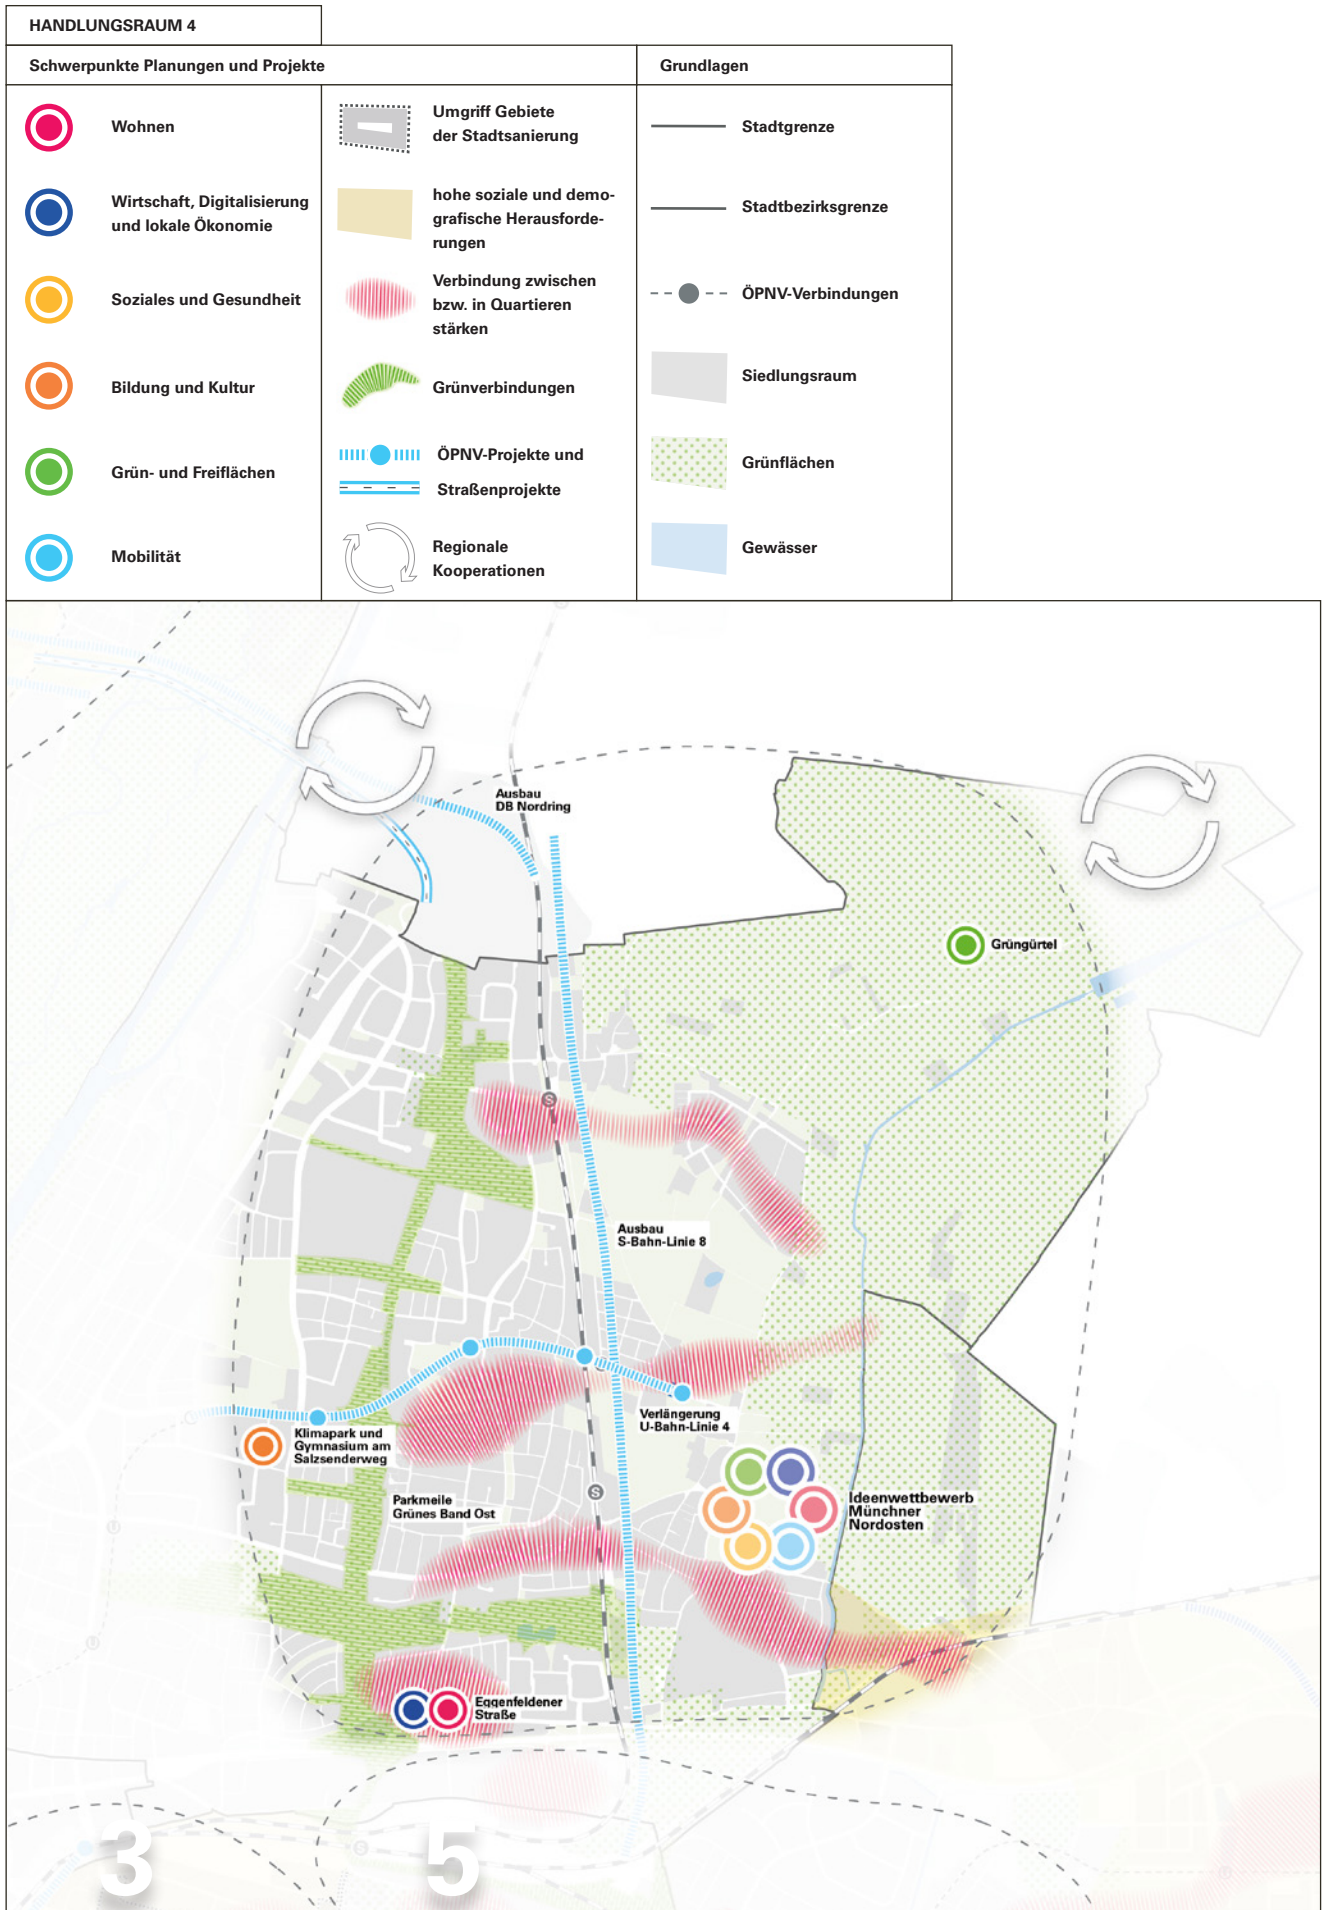 HANDLUNGSRAUM 4
Schwerpunkte Planungen und Projekte
Grundlagen
Wohnen
Wirtschaft, Digitalisierung
und lokale Ökonomie
Soziales und Gesundheit
Bildung und Kultur
Grün- und Freiflächen
Mobilität
Umgriff Gebiete
der Stadtsanierung
hohe soziale und demo-
grafische Herausforde-
rungen
Verbindung zwischen
bzw. in Quartieren
stärken
Grünverbindungen
ÖPNV-Projekte und
Straßenprojekte
Regionale
Kooperationen
Stadtgrenze
Stadtbezirksgrenze
ÖPNV-Verbindungen
Siedlungsraum
Grünflächen
Gewässer
Ausbau
DB Nordring
Grüngürtel
S
Ausbau
S-Bahn-Linie 8
Verlängerung
U-Bahn-Linie 4
Klimapark und
Gymnasium am
Salzsenderweg
Parkmeile
Grünes Band Ost
S
Ideenwettbewerb
Münchner
Nordosten
U
U
Eggenfeldener
Straße
S
U
3
5